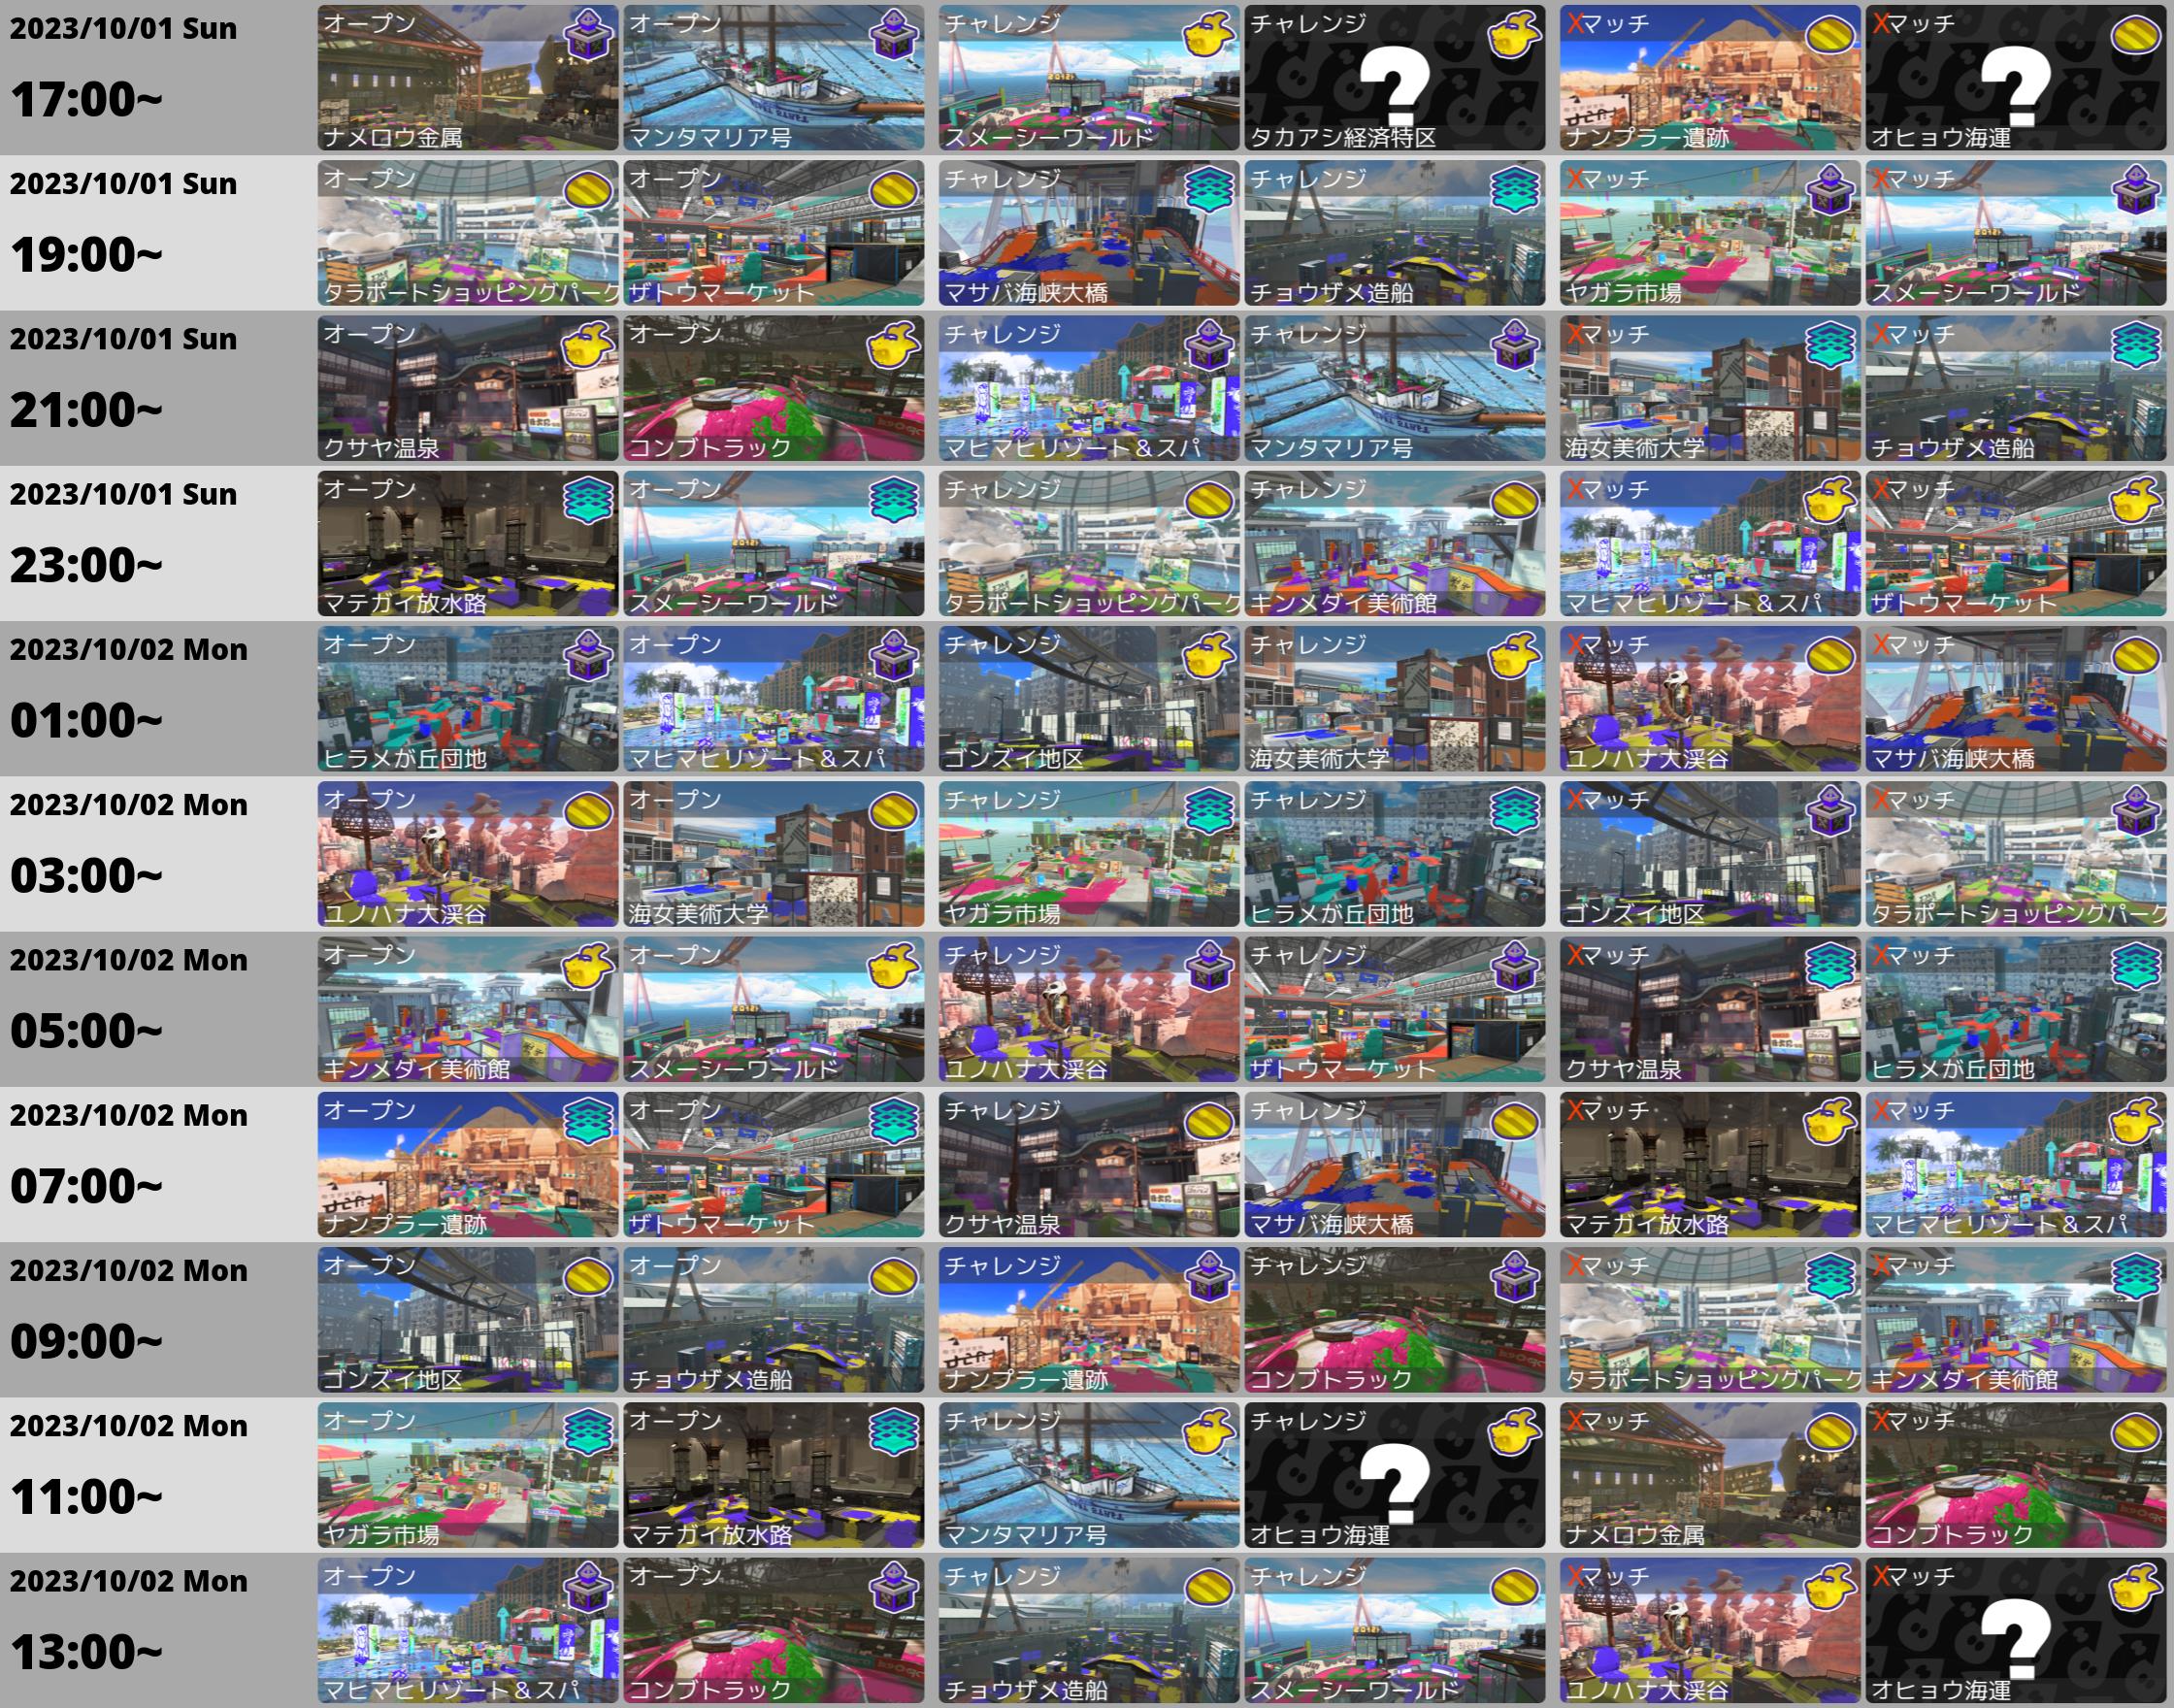 2023/10/01 Sun
17:00~
オープン オープン チャレンジ チャレンジ Xマッチ Xマッチ
?
?
ナメロウ金属 マンタマリア号 スメーシーワールド タカアシ経済特区 ナンプラー遺跡 オヒョウ海運
2023/10/01 Sun
19:00~
オープン オープン チャレンジ チャレンジ Xマッチ Xマッチ
タラポートショッピングパーク ザトウマーケット マサバ海峡大橋 チョウザメ造船 ヤガラ市場 スメーシーワールド
2023/10/01 Sun
21:00~
オープン オープン チャレンジ チャレンジ Xマッチ Xマッチ
クサヤ温泉 コンブトラック マヒマヒリゾート&スパ マンタマリア号 海女美術大学 チョウザメ造船
2023/10/01 Sun
23:00~
オープン オープン チャレンジ チャレンジ Xマッチ Xマッチ
マテガイ放水路 スメーシーワールド タラポートショッピングパーク キンメダイ美術館 マヒマヒリゾート&スパ ザトウマーケット
2023/10/02 Mon
01:00~
オープン オープン チャレンジ チャレンジ Xマッチ Xマッチ
ヒラメが丘団地 マヒマヒリゾート&スパ ゴンズイ地区 海女美術大学 ユノハナ大渓谷 マサバ海峡大橋
2023/10/02 Mon
03:00~
オープン オープン チャレンジ チャレンジ Xマッチ Xマッチ
ユノハナ大渓谷 海女美術大学 ヤガラ市場 ヒラメが丘団地 ゴンズイ地区 タラポートショッピングパーク
2023/10/02 Mon
05:00~
オープン オープン チャレンジ チャレンジ Xマッチ Xマッチ
キンメダイ美術館 スメーシーワールド ユノハナ大渓谷 ザトウマーケット クサヤ温泉 ヒラメが丘団地
2023/10/02 Mon
07:00~
オープン オープン チャレンジ チャレンジ Xマッチ Xマッチ
ナンプラー遺跡 ザトウマーケット クサヤ温泉 マサバ海峡大橋 マテガイ放水路 マヒマヒリゾート&スパ
2023/10/02 Mon
09:00~
オープン オープン チャレンジ チャレンジ Xマッチ Xマッチ
ゴンズイ地区 チョウザメ造船 ナンプラー遺跡 コンブトラック タラポートショッピングパーク キンメダイ美術館
2023/10/02 Mon
11:00~
オープン オープン チャレンジ チャレンジ Xマッチ Xマッチ
?
ヤガラ市場 マテガイ放水路 マンタマリア号 オヒョウ海運 ナメロウ金属 コンブトラック
2023/10/02 Mon
13:00~
オープン オープン チャレンジ チャレンジ Xマッチ Xマッチ
?
マヒマヒリゾート&スパ コンブトラック チョウザメ造船 スメーシーワールド ユノハナ大渓谷 オヒョウ海運